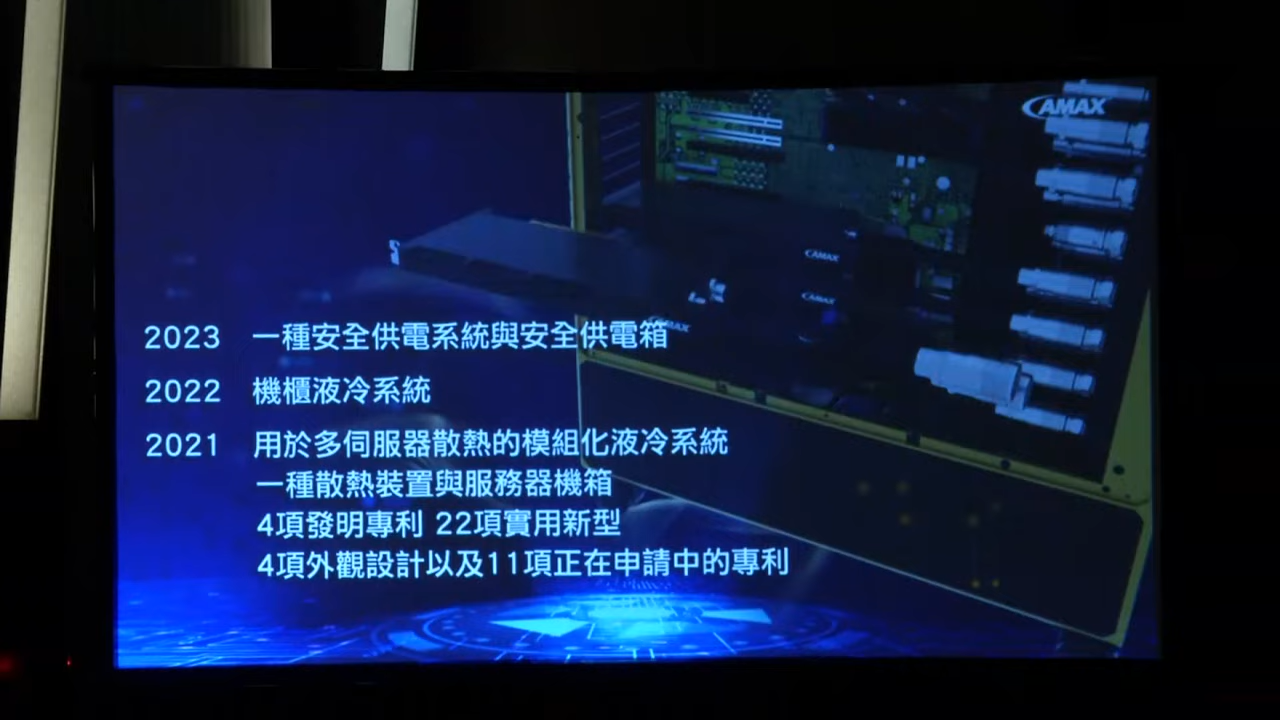 AMAX
AMAX
AMAX
AMAX
2023 一種安全供電系統與安全供電箱
2022 機櫃液冷系統
2021 用於多伺服器散熱的模組化液冷系統
一種散熱裝置與服務器機箱
4項發明專利 22項實用新型
4項外觀設計以及11項正在申請中的專利